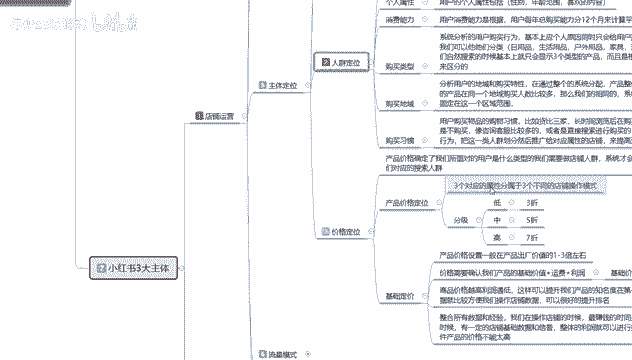 个人属性
用户的个人属性包括（性别，年龄范围，喜欢的内容）
消费能力
用户消费能力是根据，用户每年总购买能力分12个月来计算平
系统分析的用户购买行为，基本上应个人原因同时只会给用户
我们可以他他们分类（日用品，生活用品，户外用品，家具，
们自然搜索的时候基本上就只会显示3个类型的产品，而且是根
来区分的
人群定位
购买类型
分析用户的地域和购买特性，在通过整个的系统分配，产品整
的产品在同一个地域购买人数比较多，那么我们的相同的，系
固定在这一个区域范围。
主体定位
购买地域
用户购买物品的购物习惯，比如货比三家，长时间浏览后在购买
是下购买，像咨询客服比较多的，或者是直接搜索进行购买的
行为，把这一类人群划分然后推广给对应属性的店铺，来提高
店铺运营
购买习惯
产品价格确定了我们所面对的用户是什么类型的我们需要做店铺人群，系统才会
们对应的搜索人群
3个对应的属性分属于3个不同的店铺操作模式
产品价格定位
低
3折
分级
中
5折
高
7折
价格定位
产品价格设置一般在产品出厂价值的1-3倍左右
小红书3大主体
价格需要确认我们产品的基础价值+运费+利润
基础价
高品价格越高利润遇低，这样可以提升我们产品的知名度在第一
据就比较方便我们操作店铺数据，可以很好的提升排名
基础定价
整合所有数据和经验，我们在操作店铺的时候，最赚钱的时间
时候，有一定的店铺基础数据和信誉，整体的利润就可以进行
件产品的价格不能太高
流量模式